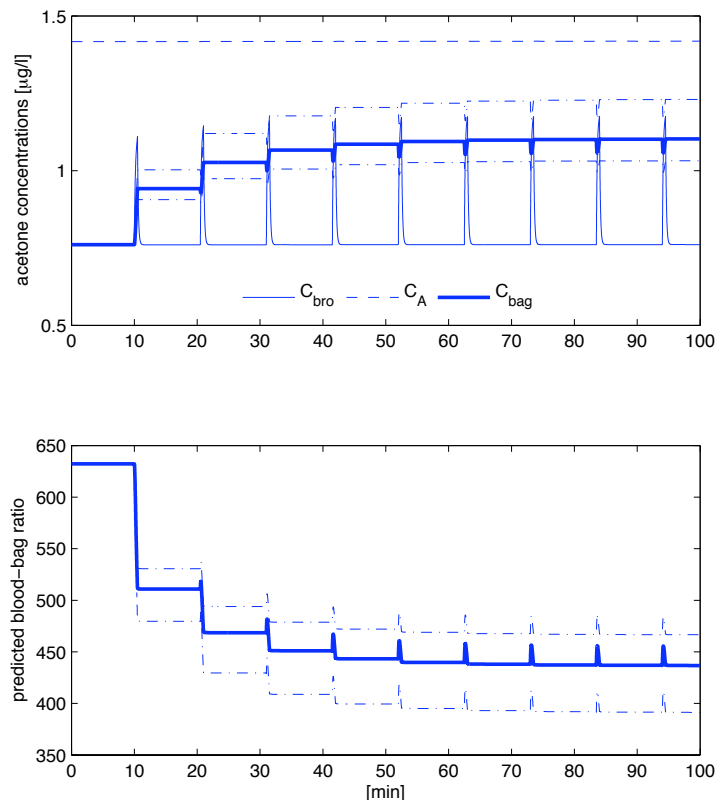 1.5
1
0.5
acetone concentrations [μg/l]
C_bro C_A C_bag
0 10 20 30 40 50 60 70 80 90 100
650
600
550
500
450
400
350
predicted blood−bag ratio
0 10 20 30 40 50 60 70 80 90 100
[min]